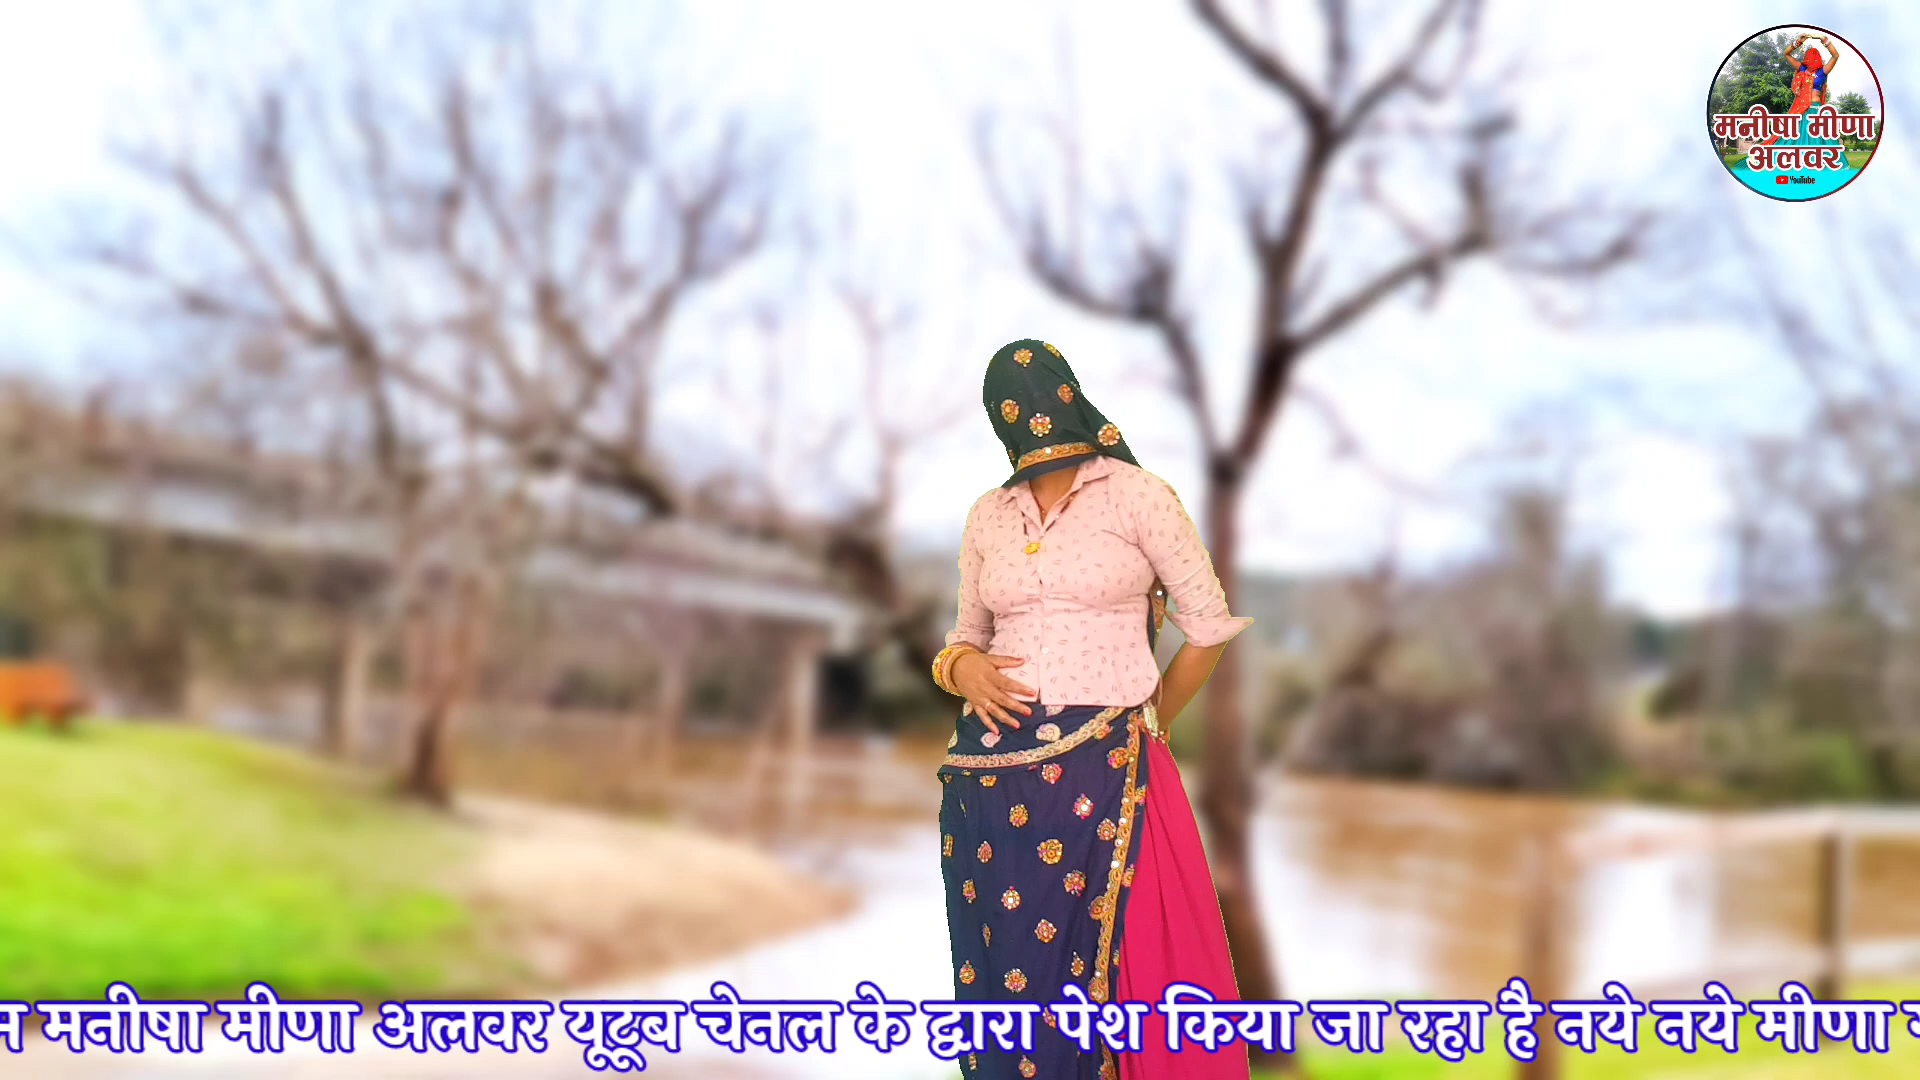 मनीषा मीणा
अलवर
YouTube
मनीषा मीणा अलवर यूटूब चेनल के द्वारा पेश किया जा रहा है नये नये मीणा